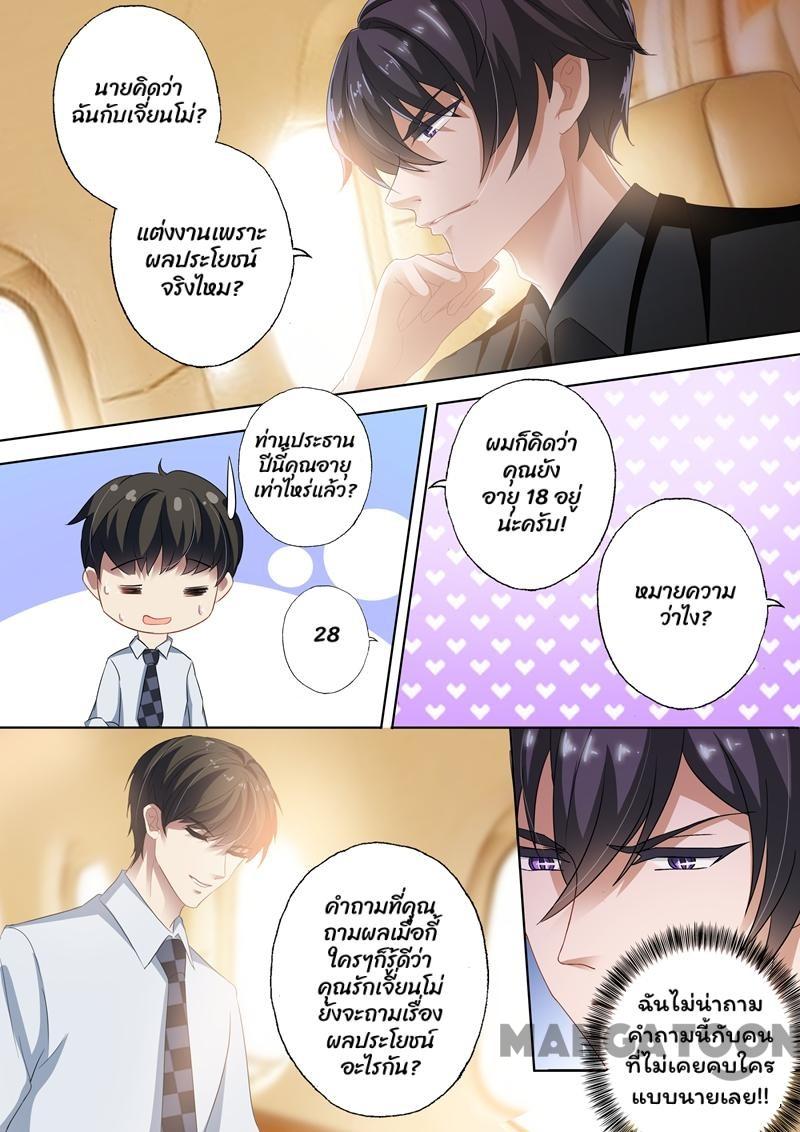 นายคิดว่า
ฉันกับเจี่ยนโม่?
แต่งงานเพราะ
ผลประโยชน์
จริงไหม?
ท่านประธาน
ปีนี้คุณอายุ
เท่าไหร่แล้ว?
28
ผมก็คิดว่า
คุณยัง
อายุ 18 อยู่
น่ะครับ!
หมายความ
ว่าไง?
คำถามที่คุณ
ถามผลเมื่อกี้
ใครๆก็รู้ดีว่า
คุณรักเจี่ยนโม่
ยังจะถามเรื่อง
ผลประโยชน์
อะไรกัน?
ฉันไม่น่าถาม
คำถามนี้กับคน
ที่ไม่เคยคบใคร
แบบนายเลย!!
MANGATOON